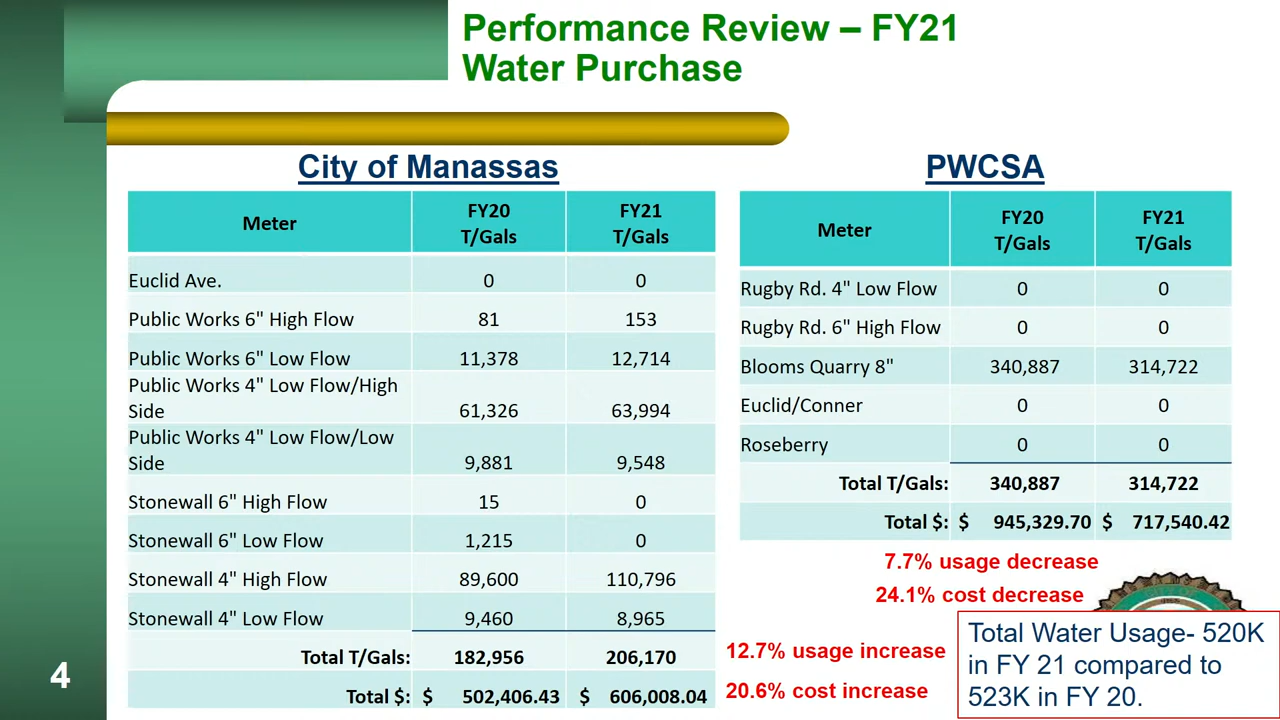 Performance Review – FY21
Water Purchase
City of Manassas
Meter FY20 T/Gals FY21 T/Gals
Euclid Ave. 0 0
Public Works 6" High Flow 81 153
Public Works 6" Low Flow 11,378 12,714
Public Works 4" Low Flow/High
Side 61,326 63,994
Public Works 4" Low Flow/Low
Side 9,881 9,548
Stonewall 6" High Flow 15 0
Stonewall 6" Low Flow 1,215 0
Stonewall 4" High Flow 89,600 110,796
Stonewall 4" Low Flow 9,460 8,965
Total T/Gals: 182,956 206,170
Total $: $ 502,406.43 $ 606,008.04
12.7% usage increase
20.6% cost increase
PWCSA
Meter FY20 T/Gals FY21 T/Gals
Rugby Rd. 4" Low Flow 0 0
Rugby Rd. 6" High Flow 0 0
Blooms Quarry 8" 340,887 314,722
Euclid/Conner 0 0
Roseberry 0 0
Total T/Gals: 340,887 314,722
Total $: $ 945,329.70 $ 717,540.42
7.7% usage decrease
24.1% cost decrease
Total Water Usage- 520K
in FY 21 compared to
523K in FY 20.
4